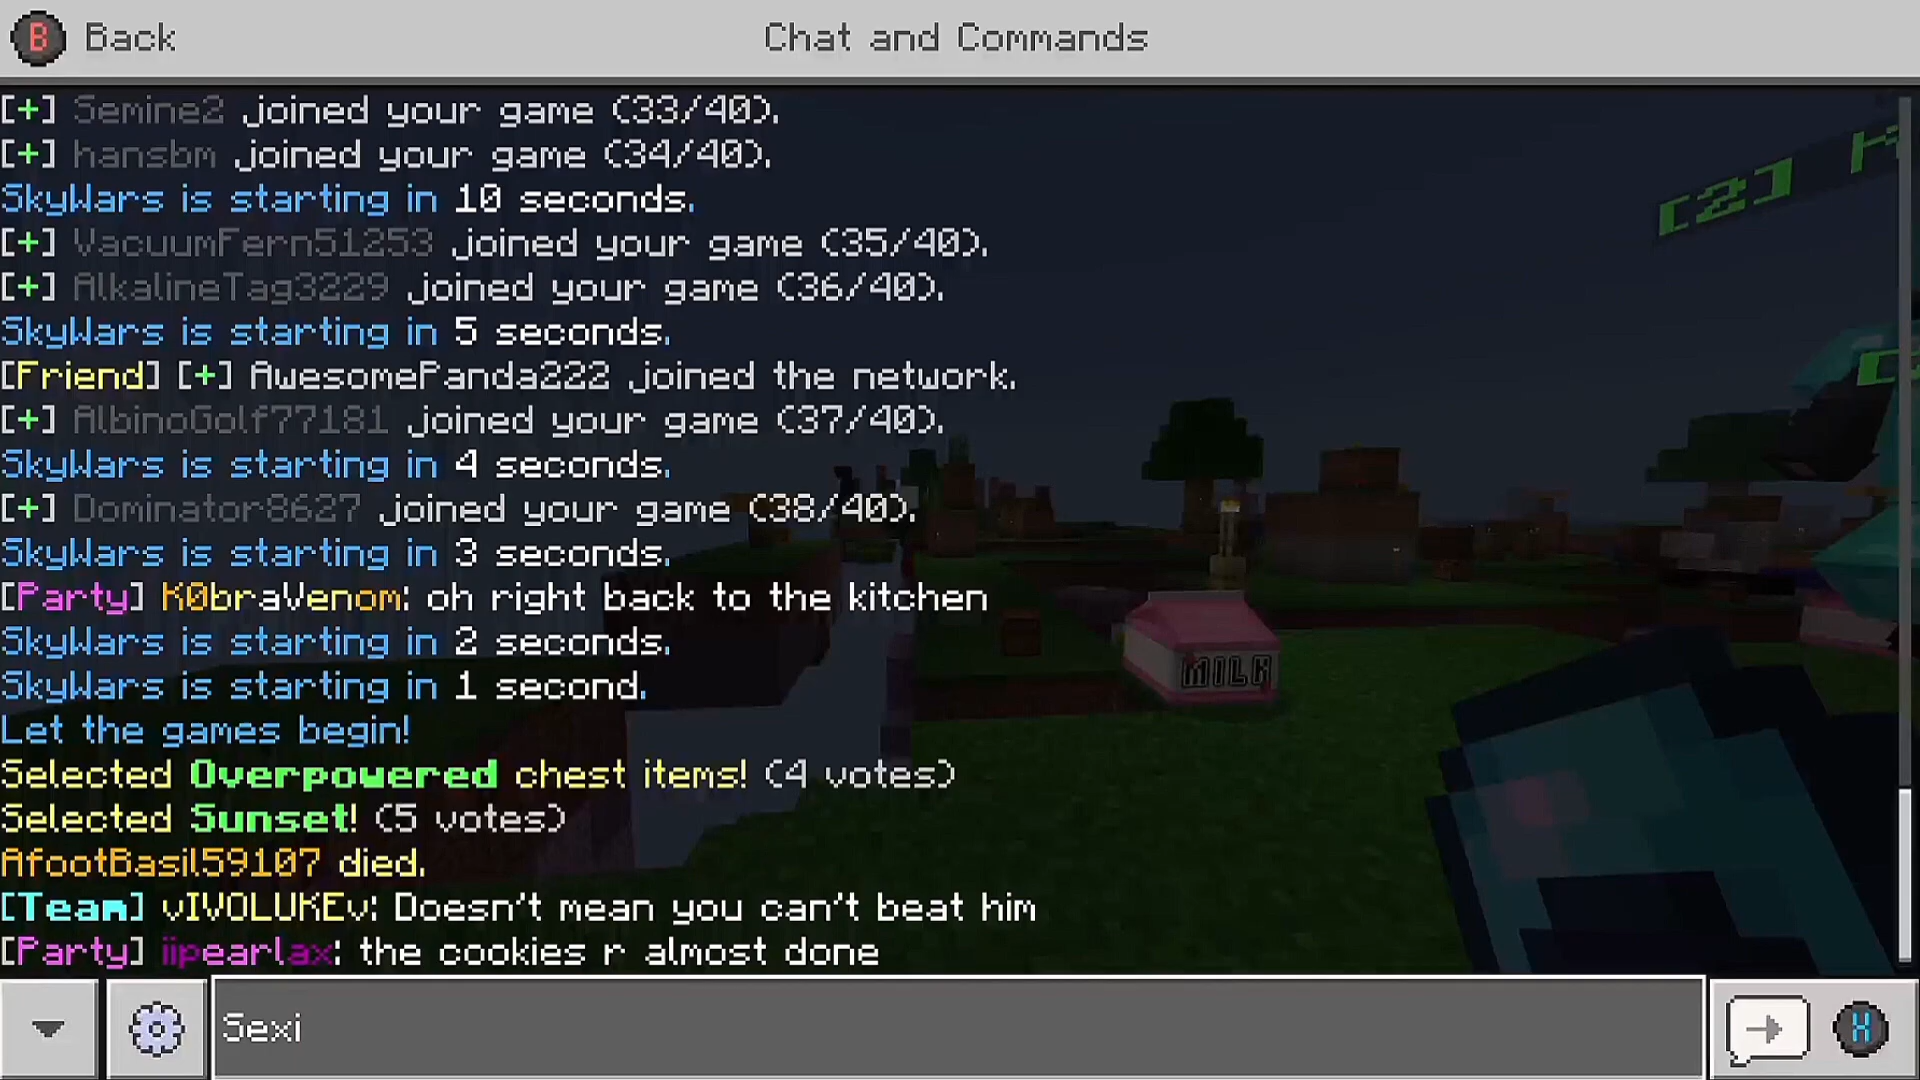 B Back
Chat and Commands
[+] Semine2 joined your game (33/40).
[+] hansbm joined your game (34/40).
SkyWars is starting in 10 seconds.
[+] VacuumFern51253 joined your game (35/40).
[+] AlkalineTag3229 joined your game (36/40).
SkyWars is starting in 5 seconds.
[Friend] [+] AwesomePanda222 joined the network.
[+] AlbinoGolf77181 joined your game (37/40).
SkyWars is starting in 4 seconds.
[+] Dominator8627 joined your game (38/40).
SkyWars is starting in 3 seconds.
[Party] K0braVenom: oh right back to the kitchen
SkyWars is starting in 2 seconds.
SkyWars is starting in 1 second.
Let the games begin!
Selected Overpowered chest items! (4 votes)
Selected Sunset! (5 votes)
AfootBasil59107 died.
[Team] vIVOLUKEv: Doesn't mean you can't beat him
[Party] iipearlax: the cookies r almost done
[2]
MILK
Sexi
X